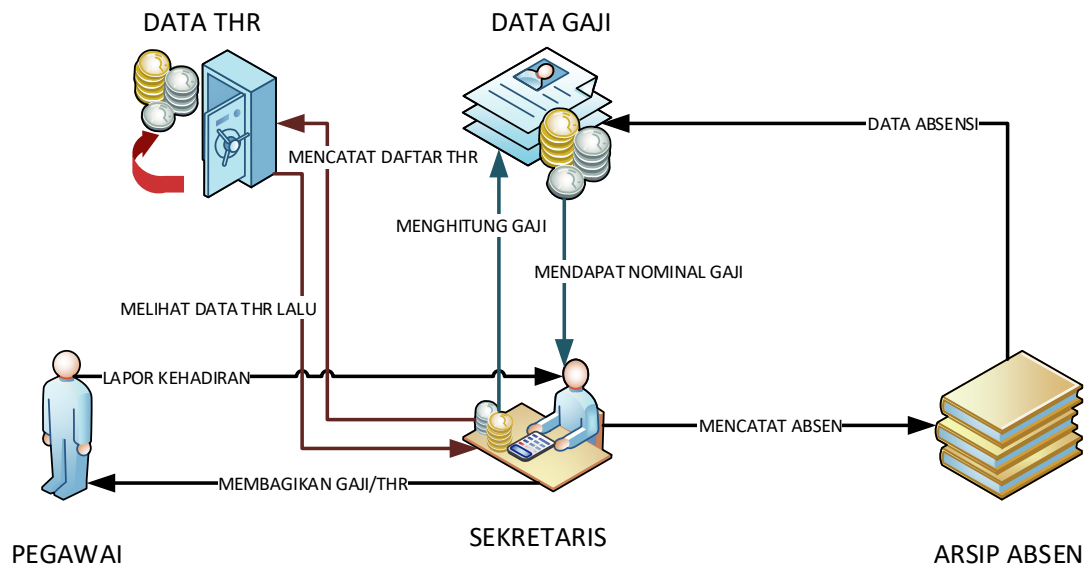 DATA THR
DATA GAJI
DATA ABSENSI
MENCATAT DAFTAR THR
MENGHITUNG GAJI
MENDAPAT NOMINAL GAJI
MELIHAT DATA THR LALU
LAPOR KEHADIRAN
MENCATAT ABSEN
MEMBAGIKAN GAJI/THR
PEGAWAI
SEKRETARIS
ARSIP ABSEN